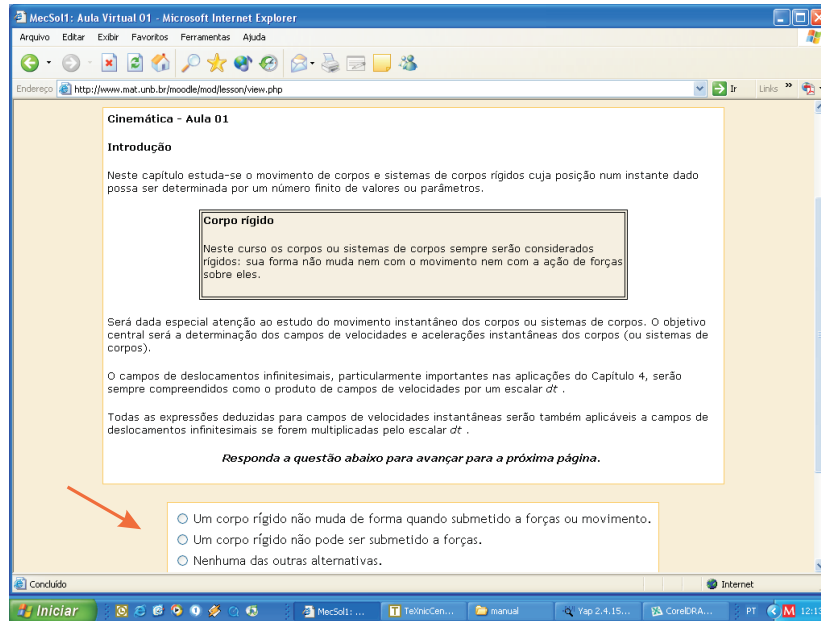 MecSol1: Aula Virtual 01 - Microsoft Internet Explorer
Arquivo Editar Exibir Favoritos Ferramentas Ajuda
Endereço http://www.mat.unb.br/moodle/mod/lesson/view.php Ir Links »
Cinemática - Aula 01
Introdução
Neste capítulo estuda-se o movimento de corpos e sistemas de corpos rígidos cuja posição num instante dado
possa ser determinada por um número finito de valores ou parâmetros.
Corpo rígido
Neste curso os corpos ou sistemas de corpos sempre serão considerados
rígidos: sua forma não muda nem com o movimento nem com a ação de forças
sobre eles.
Será dada especial atenção ao estudo do movimento instantâneo dos corpos ou sistemas de corpos. O objetivo
central será a determinação dos campos de velocidades e acelerações instantâneas dos corpos (ou sistemas de
corpos).
O campos de deslocamentos infinitesimais, particularmente importantes nas aplicações do Capítulo 4, serão
sempre compreendidos como o produto de campos de velocidades por um escalar dt .
Todas as expressões deduzidas para campos de velocidades instantâneas serão também aplicáveis a campos de
deslocamentos infinitesimais se forem multiplicadas pelo escalar dt .
Responda a questão abaixo para avançar para a próxima página.
Um corpo rígido não muda de forma quando submetido a forças ou movimento.
Um corpo rígido não pode ser submetido a forças.
Nenhuma das outras alternativas.
Concluído Internet
Iniciar MecSol1: ... TeXnicCen... manual Yap 2.4.15... CorelDRA... PT 12:13